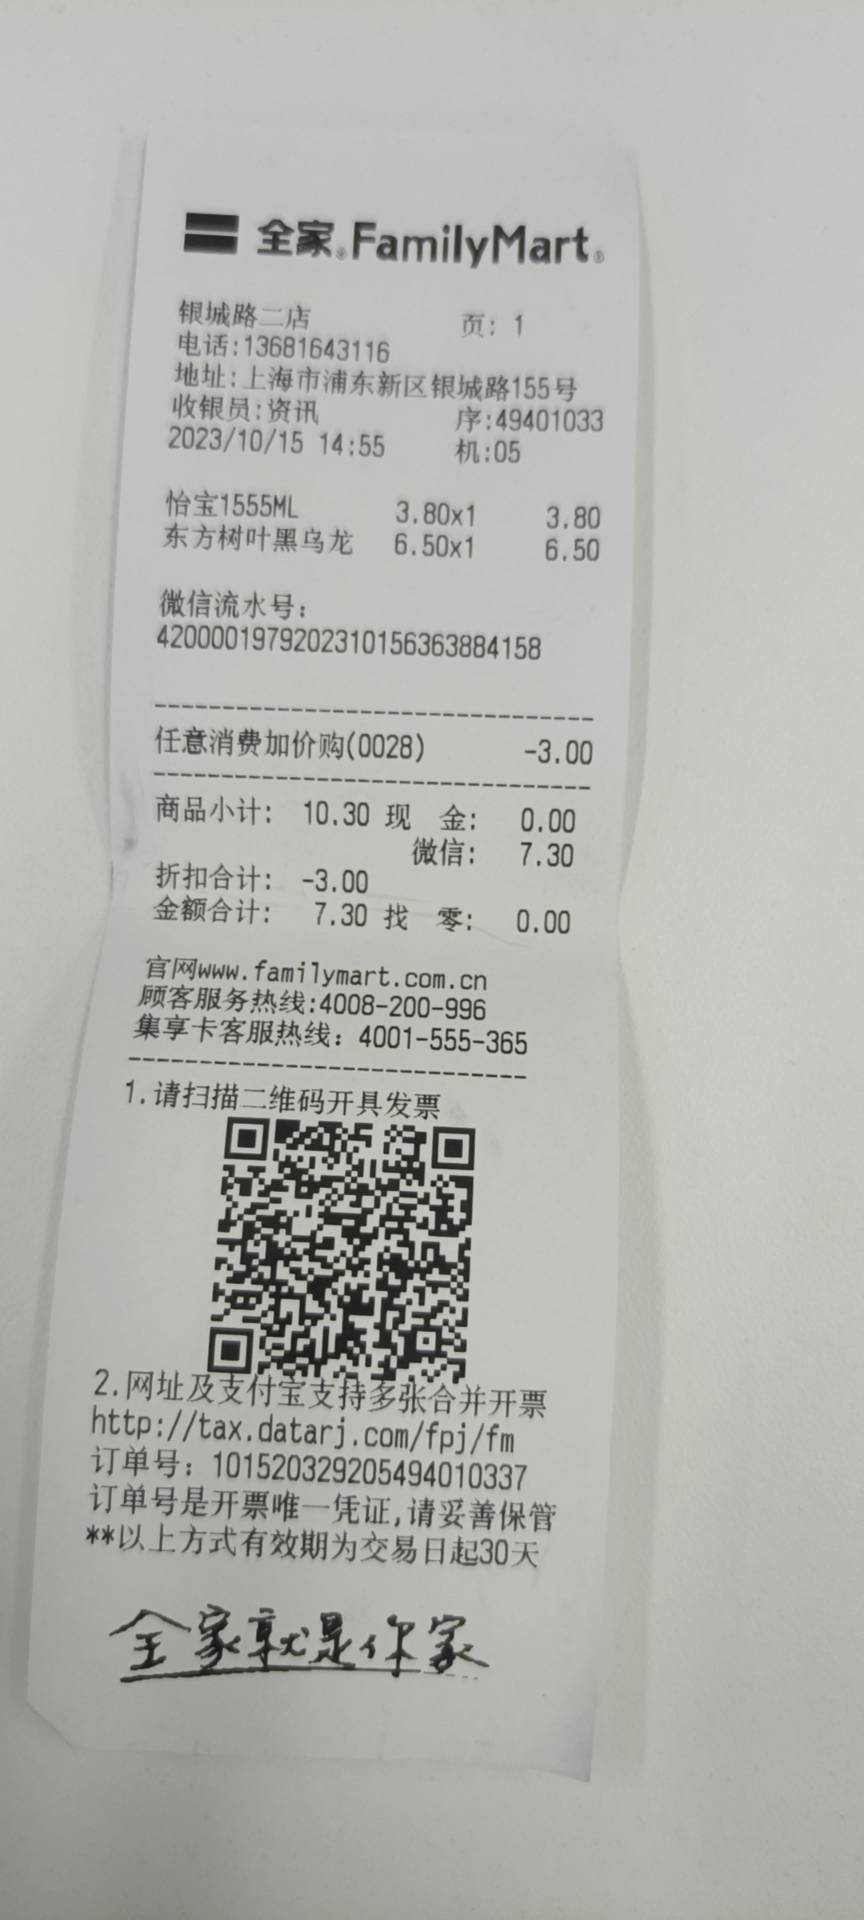 全家 FamilyMart
银城路二店 页: 1
电话:13681643116
地址:上海市浦东新区银城路155号
收银员:资讯 序:49401033
2023/10/15 14:55 机:05
怡宝1555ML 3.80x1 3.80
东方树叶黑乌龙 6.50x1 6.50
微信流水号:
4200001979202310156363884158
任意消费加价购(0028) -3.00
商品小计: 10.30 现 金: 0.00
微信: 7.30
折扣合计: -3.00
金额合计: 7.30 找 零: 0.00
官网www.familymart.com.cn
顾客服务热线:4008-200-996
集享卡客服热线: 4001-555-365
1.请扫描二维码开具发票
2.网址及支付宝支持多张合并开票
http://tax.datarj.com/fpj/fm
订单号: 101520329205494010337
订单号是开票唯一凭证,请妥善保管
**以上方式有效期为交易日起30天
全家就是你家